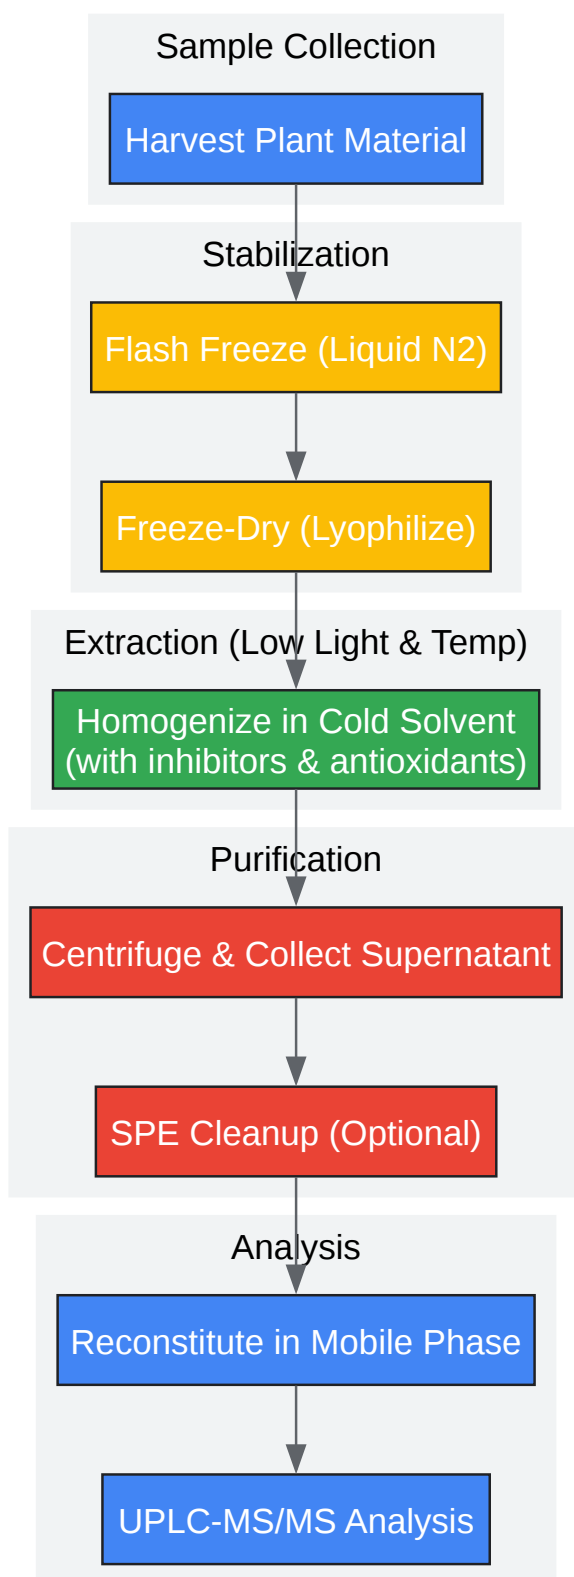 Sample Collection
Harvest Plant Material
Stabilization
Flash Freeze (Liquid N2)
Freeze-Dry (Lyophilize)
Extraction (Low Light & Temp)
Homogenize in Cold Solvent
(with inhibitors & antioxidants)
Purification
Centrifuge & Collect Supernatant
SPE Cleanup (Optional)
Analysis
Reconstitute in Mobile Phase
UPLC-MS/MS Analysis